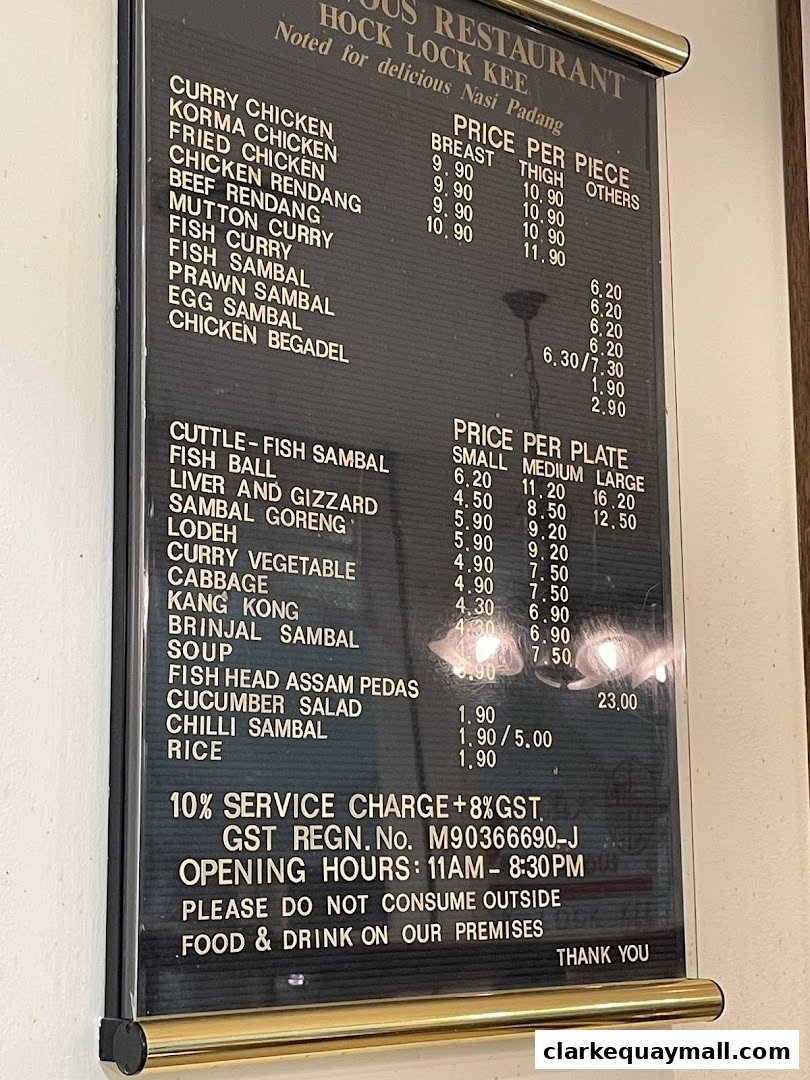 RESTAURANT
HOCK LOCK KEE
Noted for delicious Nasi Padang
PRICE PER PIECE
BREAST THIGH OTHERS
CURRY CHICKEN 9.90 10.90
KORMA CHICKEN 9.90 10.90
FRIED CHICKEN 9.90 10.90
CHICKEN RENDANG 10.90 11.90
BEEF RENDANG 6.20
MUTTON CURRY 6.20
FISH CURRY 6.20
FISH SAMBAL 6.20
PRAWN SAMBAL 6.30/7.30
EGG SAMBAL 1.90
CHICKEN BEGADEL 2.90
PRICE PER PLATE
SMALL MEDIUM LARGE
CUTTLE-FISH SAMBAL 6.20 11.20 16.20
FISH BALL 4.50 8.50 12.50
LIVER AND GIZZARD 5.90 9.20
SAMBAL GORENG 5.90 9.20
LODEH 4.90 7.50
CURRY VEGETABLE 4.90 7.50
CABBAGE 4.30 6.90
KANG KONG 4.30 6.90
BRINJAL SAMBAL 7.50
SOUP
FISH HEAD ASSAM PEDAS 23.00
CUCUMBER SALAD 1.90
CHILLI SAMBAL 1.90/5.00
RICE 1.90
10% SERVICE CHARGE+8%GST.
GST REGN.No. M90366690-J
OPENING HOURS: 11AM - 8:30PM
PLEASE DO NOT CONSUME OUTSIDE
FOOD & DRINK ON OUR PREMISES
THANK YOU
clarkequaymall.com